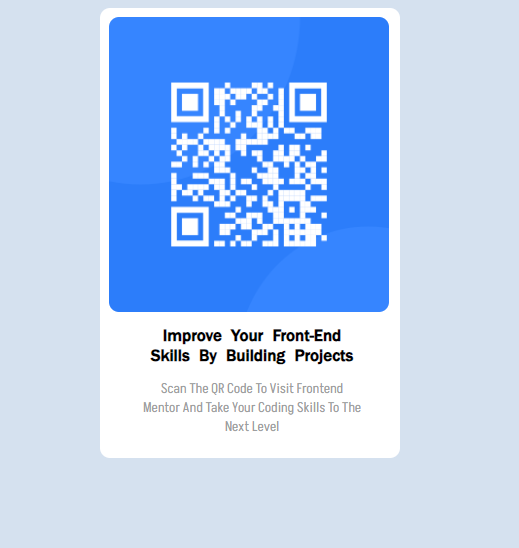 Improve Your Front-End
Skills By Building Projects
Scan The QR Code To Visit Frontend
Mentor And Take Your Coding Skills To The
Next Level